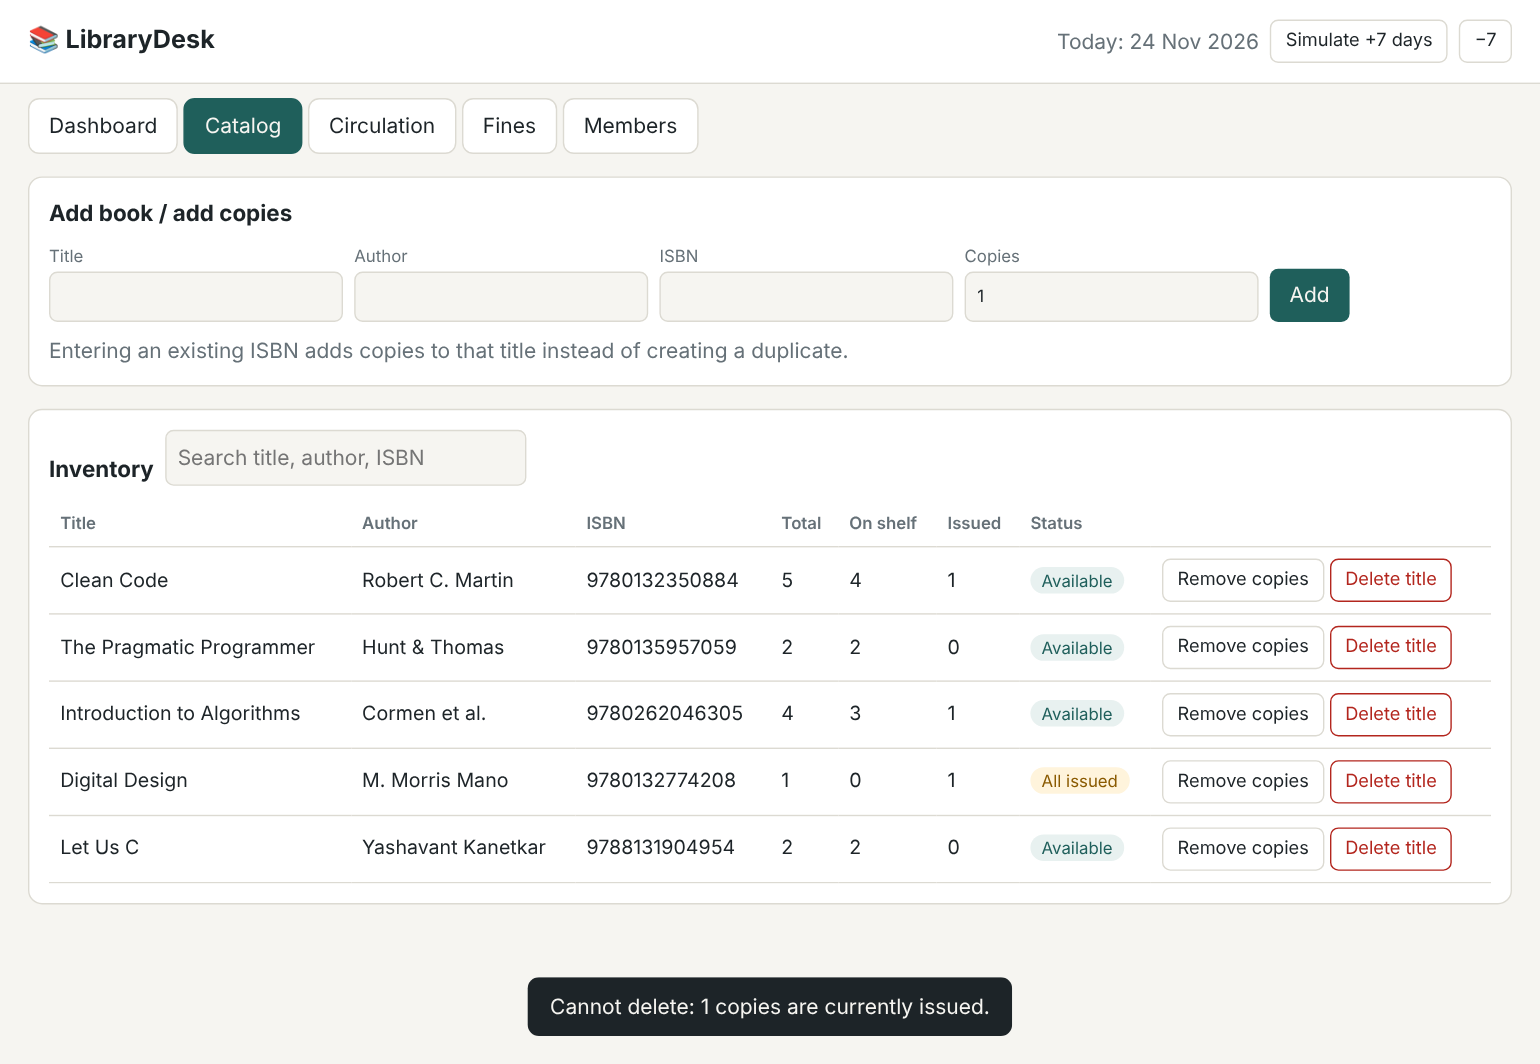 LibraryDesk
Today: 24 Nov 2026 Simulate +7 days −7
Dashboard Catalog Circulation Fines Members
Add book / add copies
Title Author ISBN Copies
1 Add
Entering an existing ISBN adds copies to that title instead of creating a duplicate.
Inventory Search title, author, ISBN
Title Author ISBN Total On shelf Issued Status
Clean Code Robert C. Martin 9780132350884 5 4 1 Available Remove copies Delete title
The Pragmatic Programmer Hunt & Thomas 9780135957059 2 2 0 Available Remove copies Delete title
Introduction to Algorithms Cormen et al. 9780262046305 4 3 1 Available Remove copies Delete title
Digital Design M. Morris Mano 9780132774208 1 0 1 All issued Remove copies Delete title
Let Us C Yashavant Kanetkar 9788131904954 2 2 0 Available Remove copies Delete title
Cannot delete: 1 copies are currently issued.